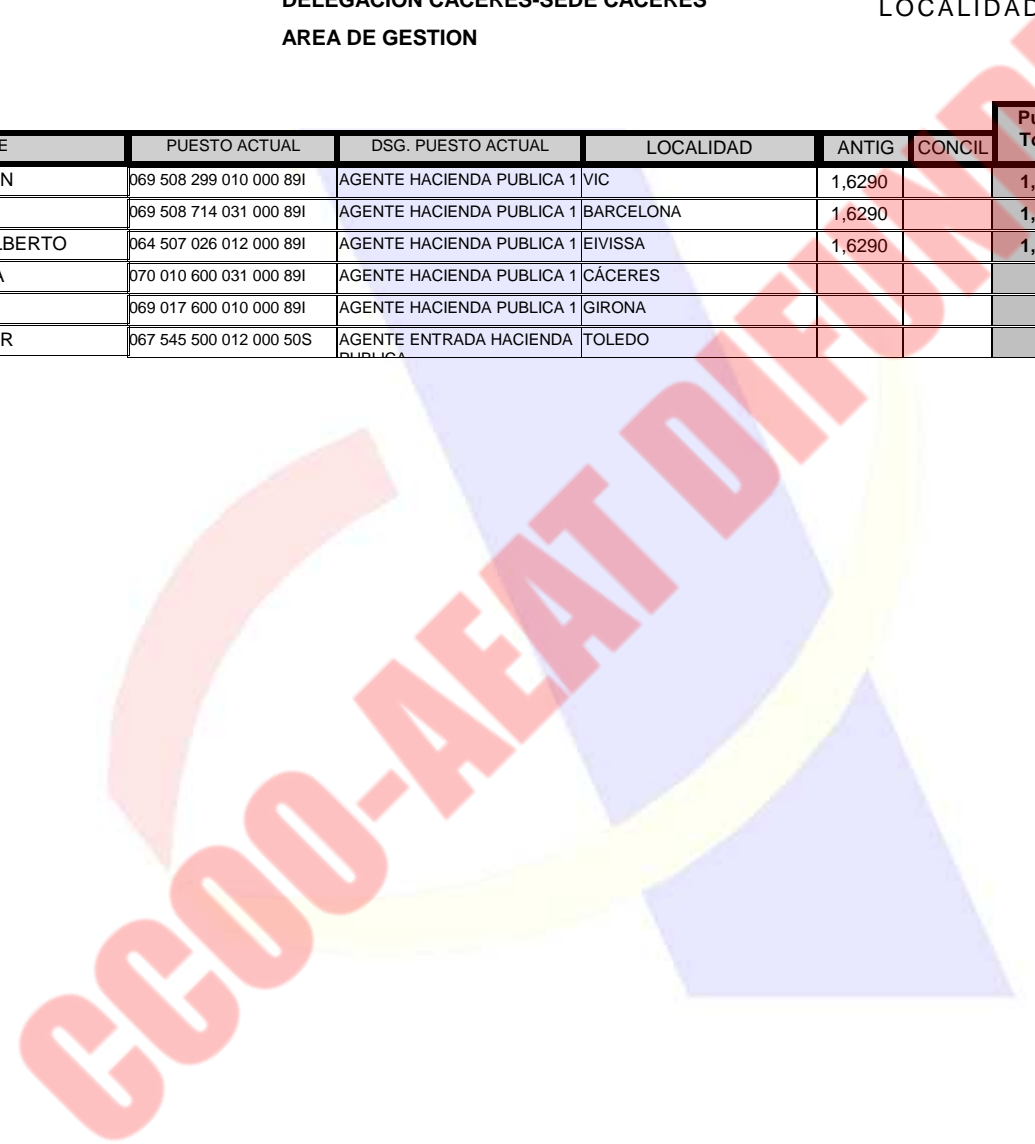 DELEGACION CACERES-SEDE CACERES
LOCALIDAD
AREA DE GESTION
E PUESTO ACTUAL DSG. PUESTO ACTUAL LOCALIDAD ANTIG CONCIL
N 069 508 299 010 000 89I AGENTE HACIENDA PUBLICA 1 VIC 1,6290 1,
069 508 714 031 000 89I AGENTE HACIENDA PUBLICA 1 BARCELONA 1,6290 1,
LBERTO 064 507 026 012 000 89I AGENTE HACIENDA PUBLICA 1 EIVISSA 1,6290 1,
A 070 010 600 031 000 89I AGENTE HACIENDA PUBLICA 1 CÁCERES
069 017 600 010 000 89I AGENTE HACIENDA PUBLICA 1 GIRONA
R 067 545 500 012 000 50S AGENTE ENTRADA HACIENDA TOLEDO
PUBLICA
CCOO-AEAT DIFUND